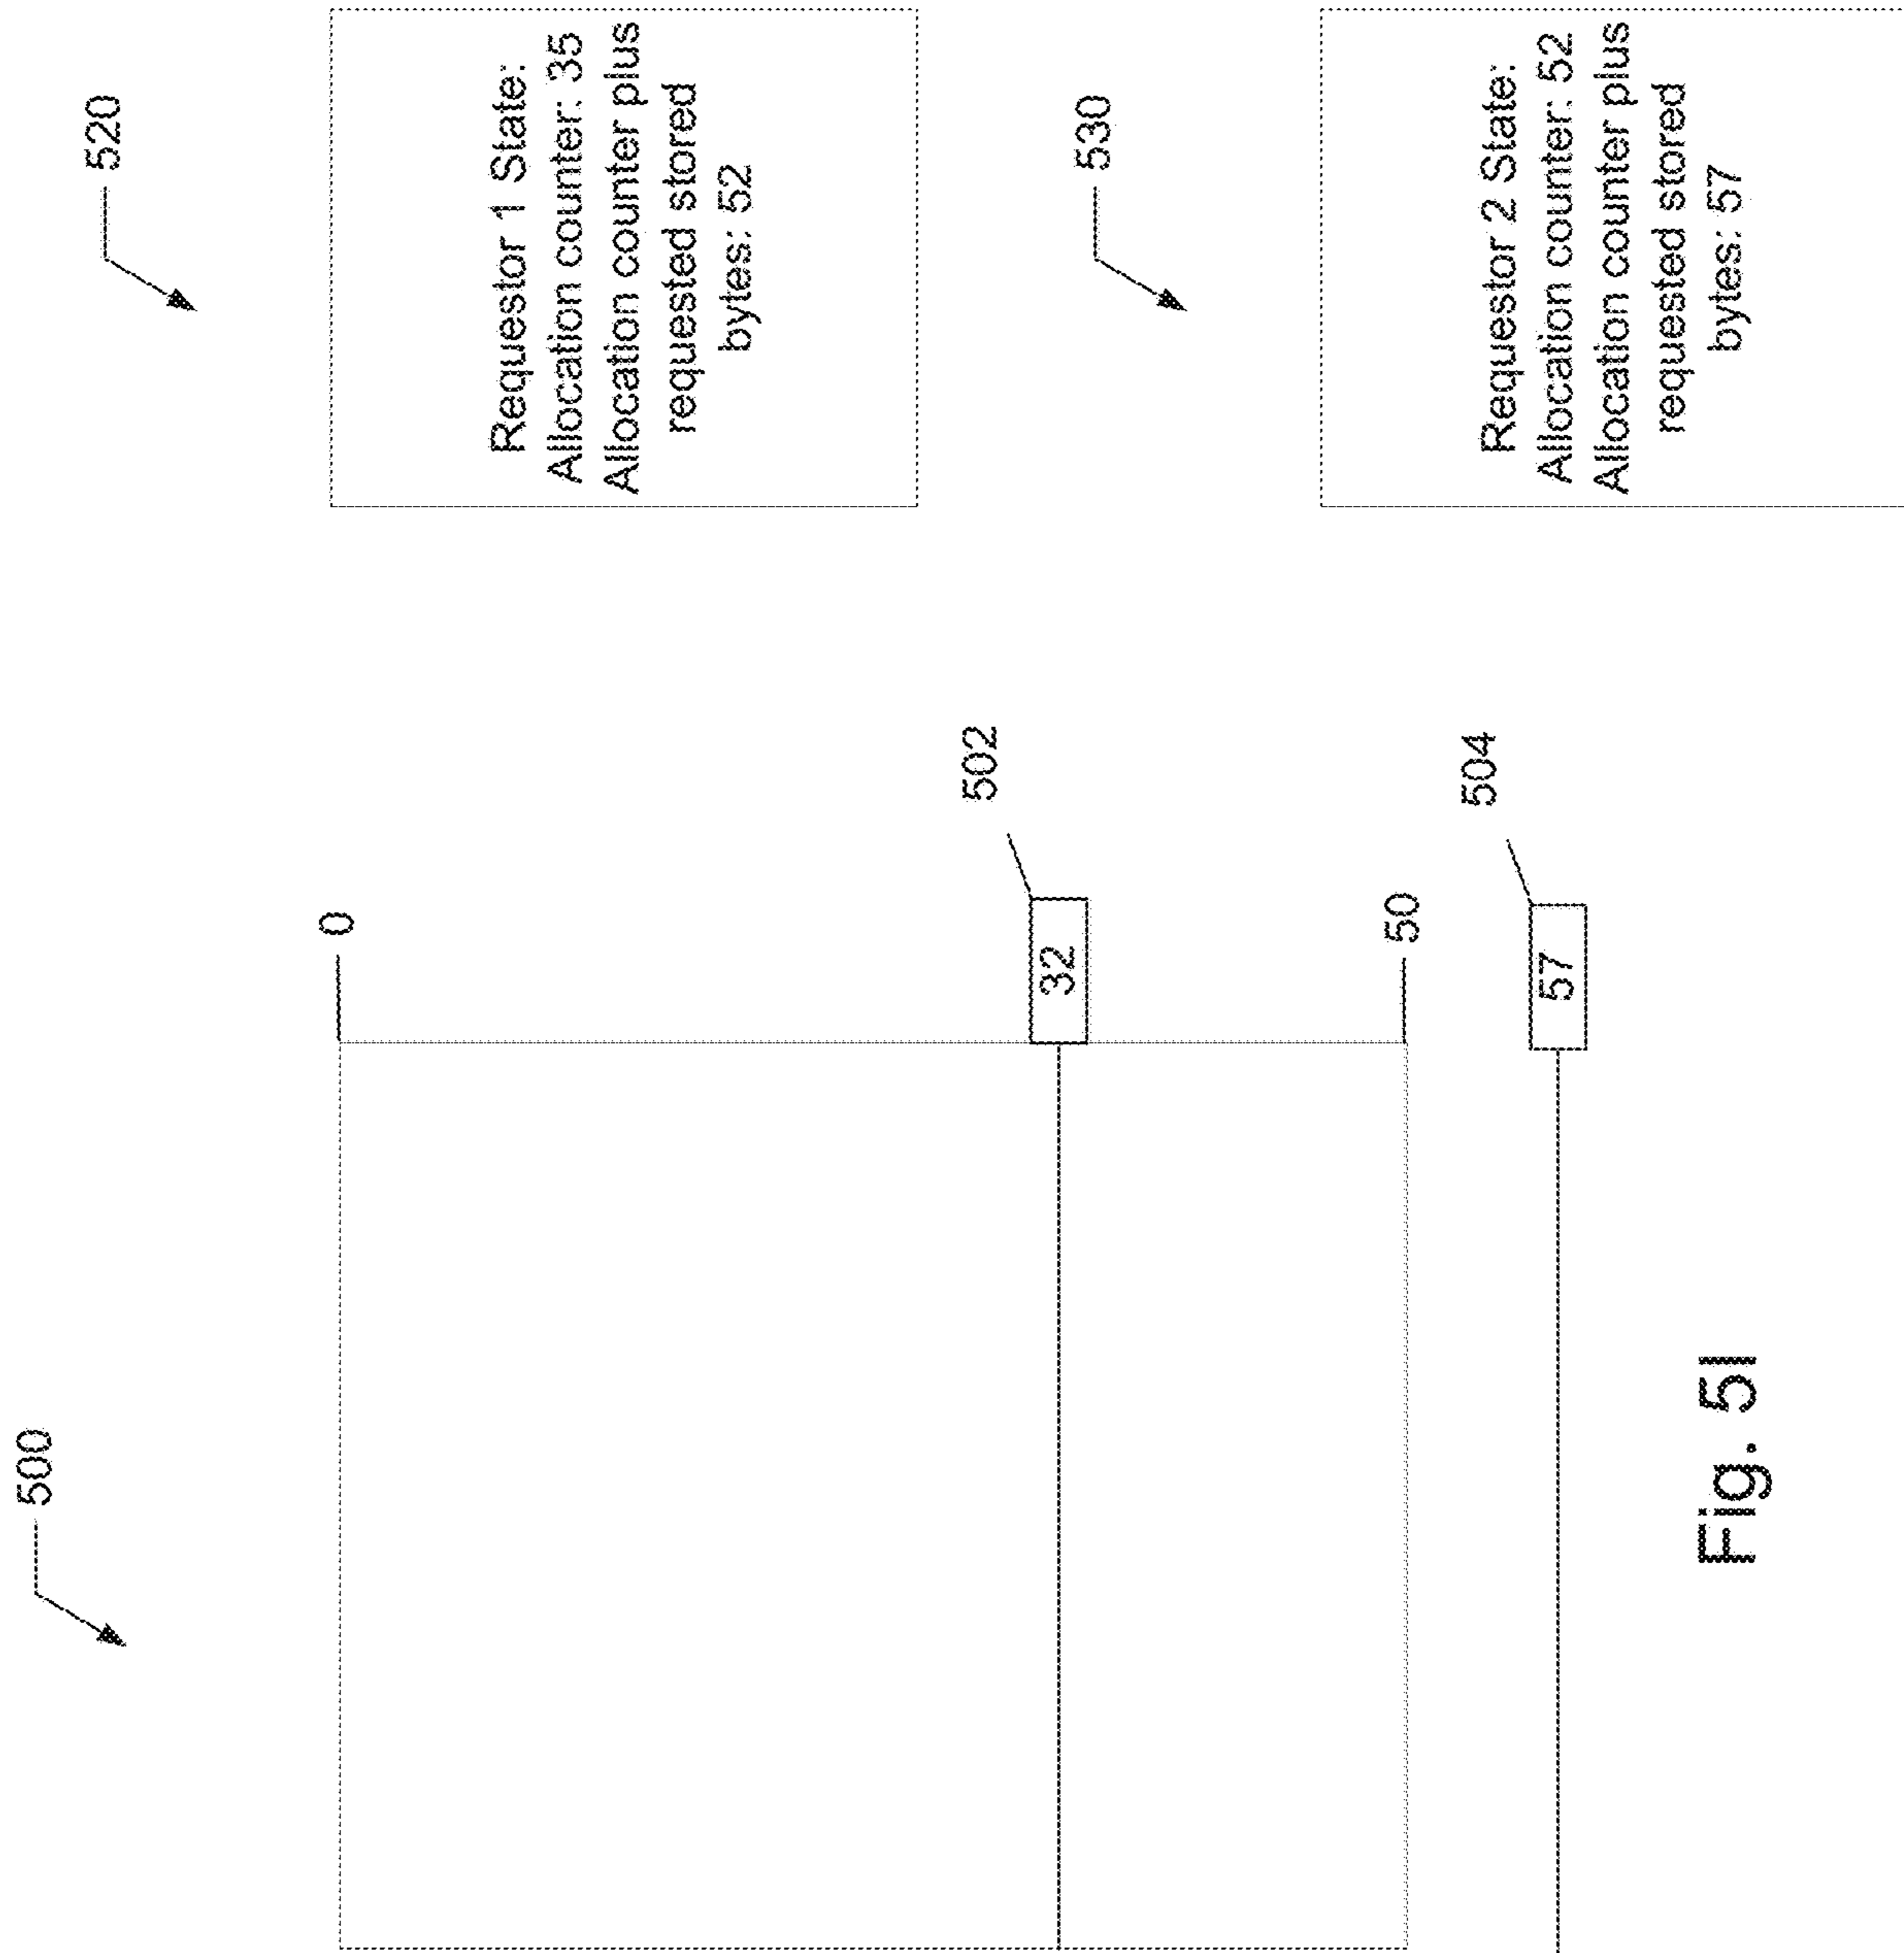 500
0
32
502
50
57
504
520
Requestor 1 State:
Allocation counter: 35
Allocation counter plus
requested stored
bytes: 52
530
Requestor 2 State:
Allocation counter: 52
Allocation counter plus
requested stored
bytes: 57
Fig. 5I